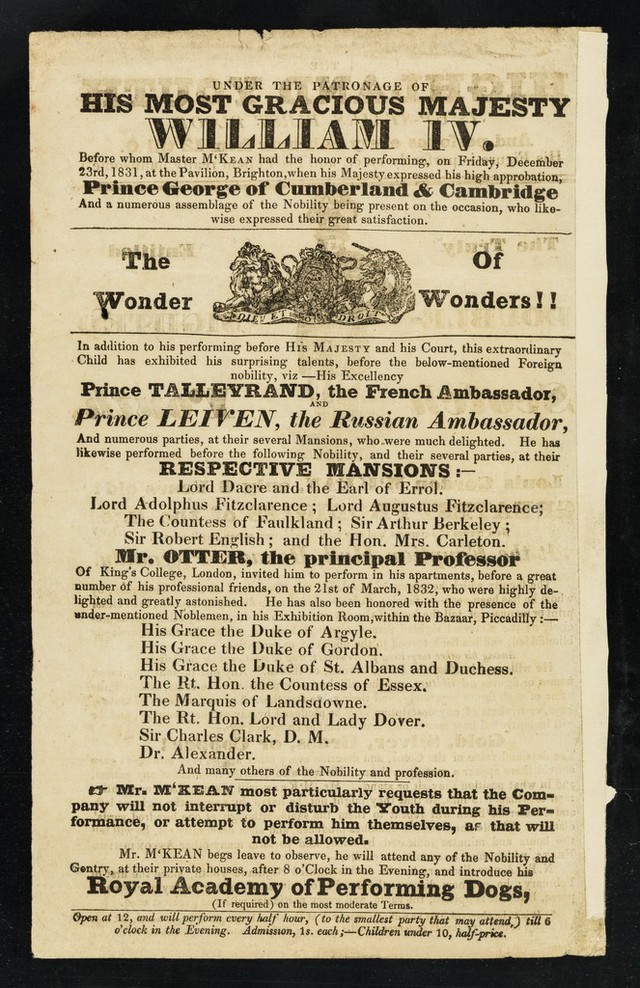 UNDER THE PATRONAGE OF
HIS MOST GRACIOUS MAJESTY
WILLIAM IV.
Before whom Master M'KEAN had the honor of performing, on Friday, December
23rd, 1831, at the Pavilion, Brighton, when his Majesty expressed his high approbation,
Prince George of Cumberland & Cambridge
And a numerous assemblage of the Nobility being present on the occasion, who like-
wise expressed their great satisfaction.
The Of
Wonder Wonders!!
DIEU ET MON DROIT
In addition to his performing before HIS MAJESTY and his Court, this extraordinary
Child has exhibited his surprising talents, before the below-mentioned Foreign
nobility, viz —His Excellency
Prince TALLEYRAND, the French Ambassador,
AND
Prince LEIVEN, the Russian Ambassador,
And numerous parties, at their several Mansions, who were much delighted. He has
likewise performed before the following Nobility, and their several parties, at their
RESPECTIVE MANSIONS:—
Lord Dacre and the Earl of Errol.
Lord Adolphus Fitzclarence; Lord Augustus Fitzclarence;
The Countess of Faulkland; Sir Arthur Berkeley;
Sir Robert English; and the Hon. Mrs. Carleton.
Mr. OTTER, the principal Professor
Of King's College, London, invited him to perform in his apartments, before a great
number of his professional friends, on the 21st of March, 1832, who were highly de-
lighted and greatly astonished. He has also been honored with the presence of the
under-mentioned Noblemen, in his Exhibition Room, within the Bazaar, Piccadilly:—
His Grace the Duke of Argyle.
His Grace the Duke of Gordon.
His Grace the Duke of St. Albans and Duchess.
The Rt. Hon. the Countess of Essex.
The Marquis of Landsdowne.
The Rt. Hon. Lord and Lady Dover.
Sir Charles Clark, D. M.
Dr. Alexander.
And many others of the Nobility and profession.
☞ Mr. M'KEAN most particularly requests that the Com-
pany will not interrupt or disturb the Youth during his Per-
formance, or attempt to perform him themselves, as that will
not be allowed.
Mr. M'KEAN begs leave to observe, he will attend any of the Nobility and
Gentry, at their private houses, after 8 o'Clock in the Evening, and introduce his
Royal Academy of Performing Dogs,
(If required) on the most moderate Terms.
Open at 12, and will perform every half hour, (to the smallest party that may attend,) till 6
o'clock in the Evening. Admission, 1s. each;—Children under 10, half-price.